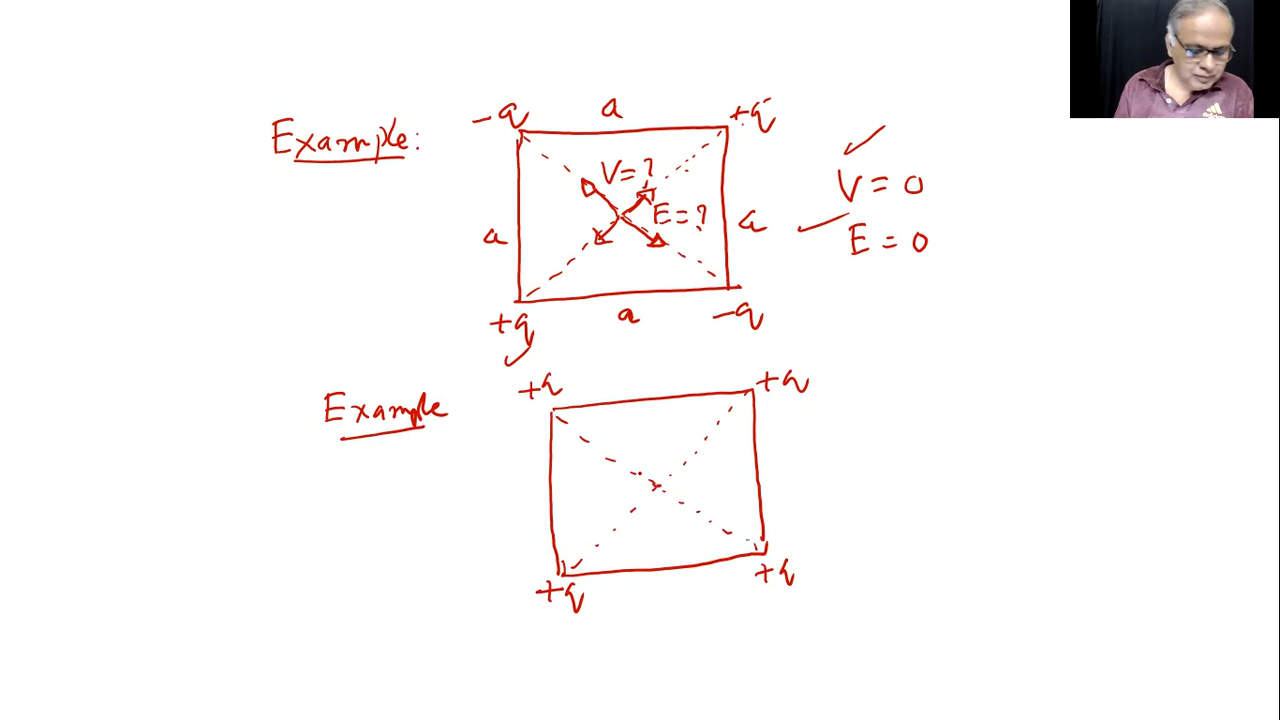 Example:
-q a +q
V=?
V=0
E=?
a a
E=0
+q a -q
Example
+q +q
+q +q